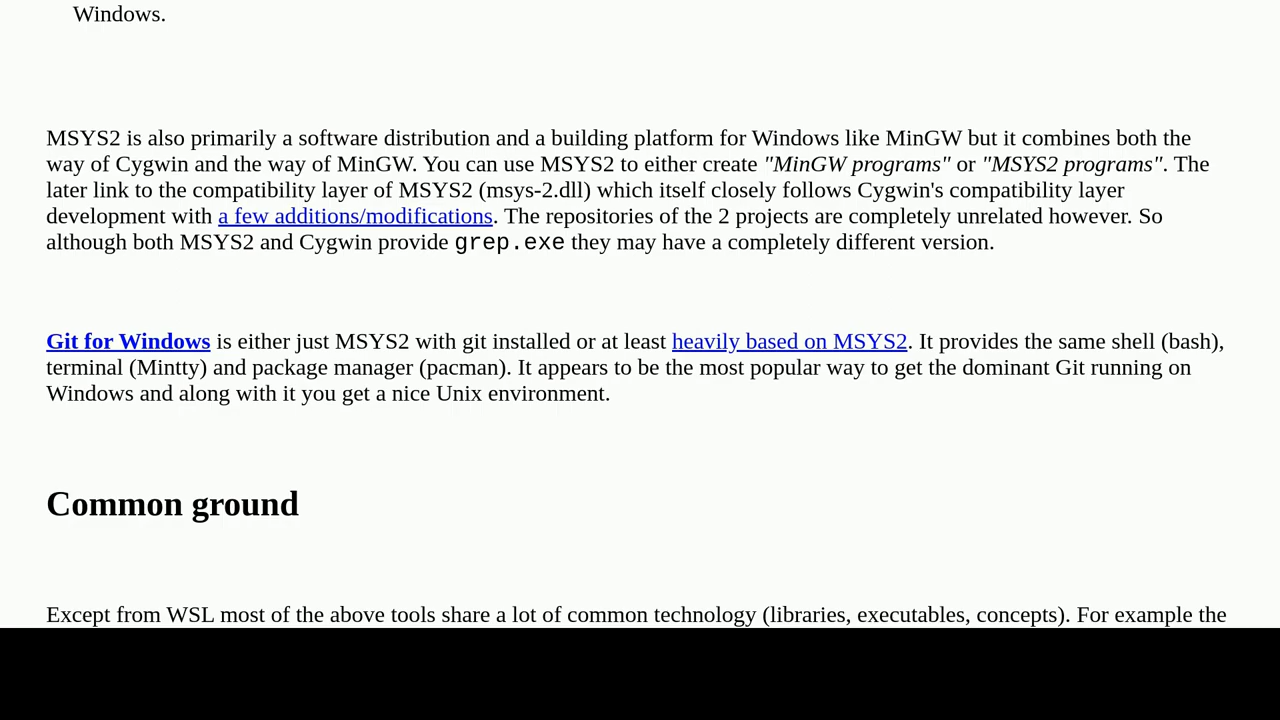 Windows.
MSYS2 is also primarily a software distribution and a building platform for Windows like MinGW but it combines both the
way of Cygwin and the way of MinGW. You can use MSYS2 to either create "MinGW programs" or "MSYS2 programs". The
later link to the compatibility layer of MSYS2 (msys-2.dll) which itself closely follows Cygwin's compatibility layer
development with a few additions/modifications. The repositories of the 2 projects are completely unrelated however. So
although both MSYS2 and Cygwin provide grep.exe they may have a completely different version.
Git for Windows is either just MSYS2 with git installed or at least heavily based on MSYS2. It provides the same shell (bash),
terminal (Mintty) and package manager (pacman). It appears to be the most popular way to get the dominant Git running on
Windows and along with it you get a nice Unix environment.
Common ground
Except from WSL most of the above tools share a lot of common technology (libraries, executables, concepts). For example the